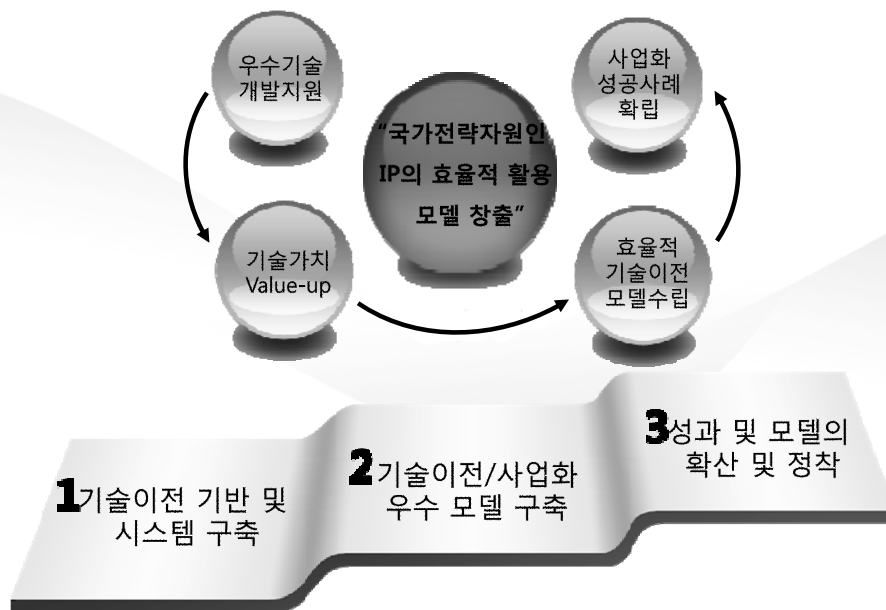 우수기술
개발지원
사업화
성공사례
확립
"국가전략자원인
IP의 효율적 활용
모델 창출"
기술가치
Value-up
효율적
기술이전
모델수립
1 기술이전 기반 및
시스템 구축
2 기술이전/사업화
우수 모델 구축
3 성과 및 모델의
확산 및 정착